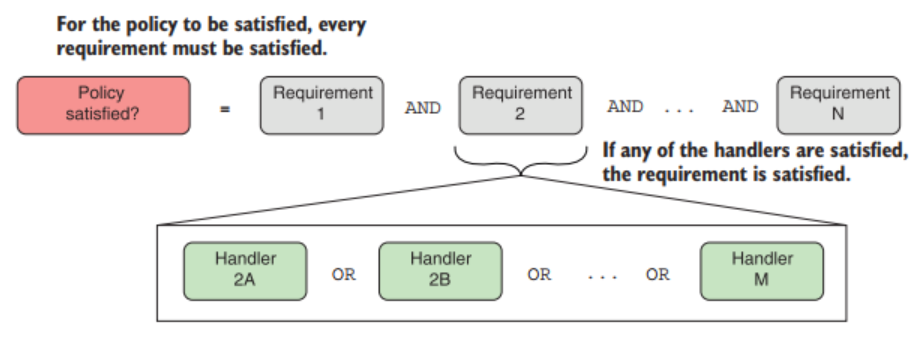 For the policy to be satisfied, every
requirement must be satisfied.
Policy
satisfied?
=
Requirement
1
AND
Requirement
2
AND ... AND
Requirement
N
If any of the handlers are satisfied,
the requirement is satisfied.
Handler
2A
OR
Handler
2B
OR ... OR
Handler
M